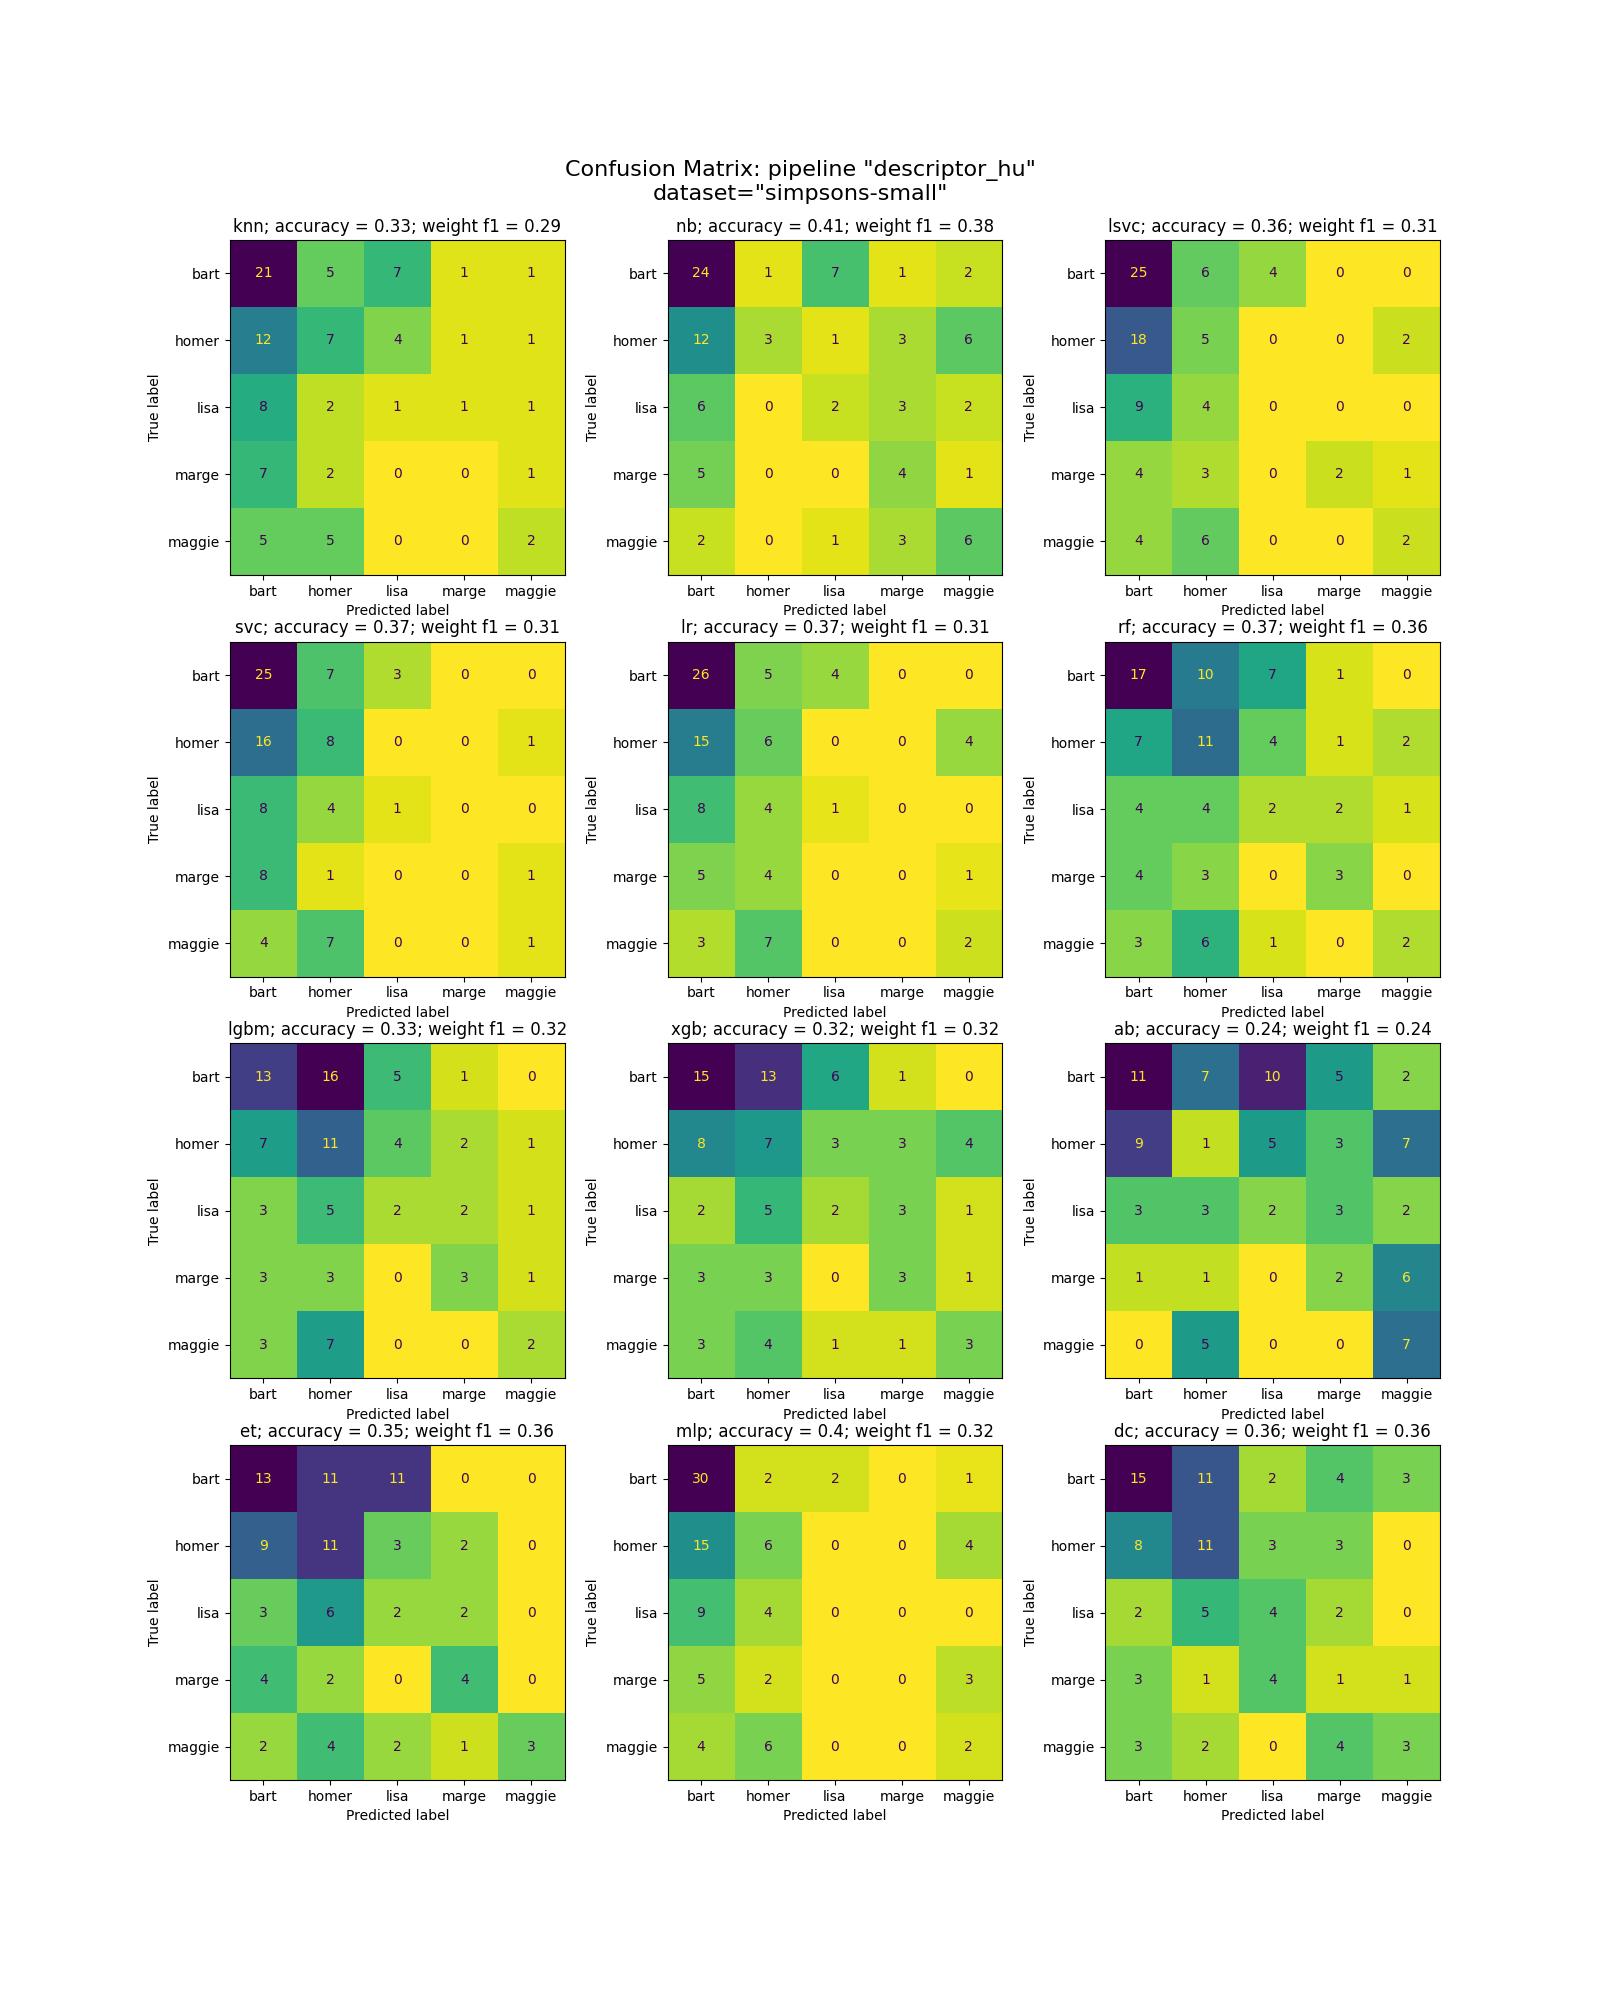 Confusion Matrix: pipeline "descriptor_hu"
dataset="simpsons-small"
knn; accuracy = 0.33; weight f1 = 0.29
True label
bart 21 5 7 1 1
homer 12 7 4 1 1
lisa 8 2 1 1 1
marge 7 2 0 0 1
maggie 5 5 0 0 2
bart homer lisa marge maggie
Predicted label
nb; accuracy = 0.41; weight f1 = 0.38
True label
bart 24 1 7 1 2
homer 12 3 1 3 6
lisa 6 0 2 3 2
marge 5 0 0 4 1
maggie 2 0 1 3 6
bart homer lisa marge maggie
Predicted label
lsvc; accuracy = 0.36; weight f1 = 0.31
True label
bart 25 6 4 0 0
homer 18 5 0 0 2
lisa 9 4 0 0 0
marge 4 3 0 2 1
maggie 4 6 0 0 2
bart homer lisa marge maggie
Predicted label
svc; accuracy = 0.37; weight f1 = 0.31
True label
bart 25 7 3 0 0
homer 16 8 0 0 1
lisa 8 4 1 0 0
marge 8 1 0 0 1
maggie 4 7 0 0 1
bart homer lisa marge maggie
Predicted label
lr; accuracy = 0.37; weight f1 = 0.31
True label
bart 26 5 4 0 0
homer 15 6 0 0 4
lisa 8 4 1 0 0
marge 5 4 0 0 1
maggie 3 7 0 0 2
bart homer lisa marge maggie
Predicted label
rf; accuracy = 0.37; weight f1 = 0.36
True label
bart 17 10 7 1 0
homer 7 11 4 1 2
lisa 4 4 2 2 1
marge 4 3 0 3 0
maggie 3 6 1 0 2
bart homer lisa marge maggie
Predicted label
lgbm; accuracy = 0.33; weight f1 = 0.32
True label
bart 13 16 5 1 0
homer 7 11 4 2 1
lisa 3 5 2 2 1
marge 3 3 0 3 1
maggie 3 7 0 0 2
bart homer lisa marge maggie
Predicted label
xgb; accuracy = 0.32; weight f1 = 0.32
True label
bart 15 13 6 1 0
homer 8 7 3 3 4
lisa 2 5 2 3 1
marge 3 3 0 3 1
maggie 3 4 1 1 3
bart homer lisa marge maggie
Predicted label
ab; accuracy = 0.24; weight f1 = 0.24
True label
bart 11 7 10 5 2
homer 9 1 5 3 7
lisa 3 3 2 3 2
marge 1 1 0 2 6
maggie 0 5 0 0 7
bart homer lisa marge maggie
Predicted label
et; accuracy = 0.35; weight f1 = 0.36
True label
bart 13 11 11 0 0
homer 9 11 3 2 0
lisa 3 6 2 2 0
marge 4 2 0 4 0
maggie 2 4 2 1 3
bart homer lisa marge maggie
Predicted label
mlp; accuracy = 0.4; weight f1 = 0.32
True label
bart 30 2 2 0 1
homer 15 6 0 0 4
lisa 9 4 0 0 0
marge 5 2 0 0 3
maggie 4 6 0 0 2
bart homer lisa marge maggie
Predicted label
dc; accuracy = 0.36; weight f1 = 0.36
True label
bart 15 11 2 4 3
homer 8 11 3 3 0
lisa 2 5 4 2 0
marge 3 1 4 1 1
maggie 3 2 0 4 3
bart homer lisa marge maggie
Predicted label